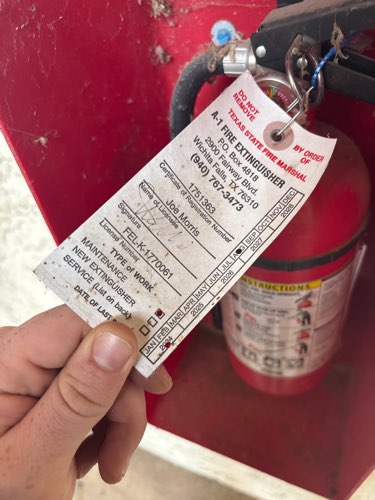 DO NOT
REMOVE
BY ORDER
OF
TEXAS STATE FIRE MARSHAL
A-1 FIRE EXTINGUISHER
P.O. Box 4818
2900 Fairway Blvd.
Wichita Falls, TX 76310
(940) 767-3473
Certificate of Registration Number
1751363
Name of Licensee
Joe Morris
Signature
License Number
FEL-K-1770061
TYPE OF WORK
MAINTENANCE
NEW EXTINGUISHER
SERVICE (List on back)
DATE OF LAST
JAN FEB MAR APR MAY JUN JUL SEP OCT NOV DEC
2024 2025 2026 2027 2028
INSTRUCTIONS